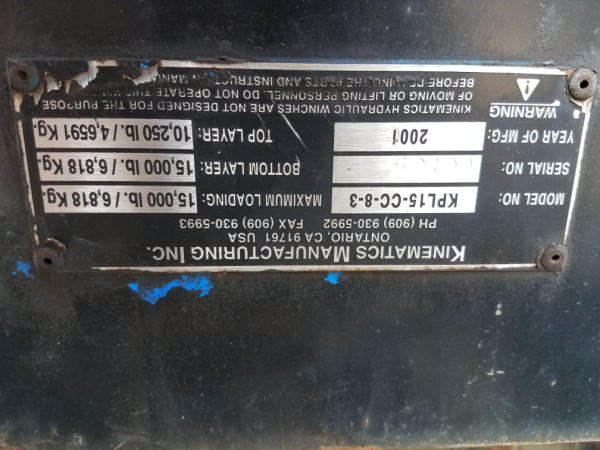 KINEMATICS MANUFACTURING INC.
ONTARIO, CA 91761 USA
PH (909) 930-5992 FAX (909) 930-5993
MODEL NO: KPL15-CC-8-3 MAXIMUM LOADING: 15,000 lb. / 6,818 Kg.
SERIAL NO: BOTTOM LAYER: 15,000 lb. / 6,818 Kg.
YEAR OF MFG: 2001 TOP LAYER: 10,250 lb. / 4,6591 Kg.
WARNING
KINEMATICS HYDRAULIC WINCHES ARE NOT DESIGNED FOR THE PURPOSE
OF MOVING OR LIFTING PERSONNEL. DO NOT OPERATE THIS
BEFORE THE PARTS AND INSTRUCT